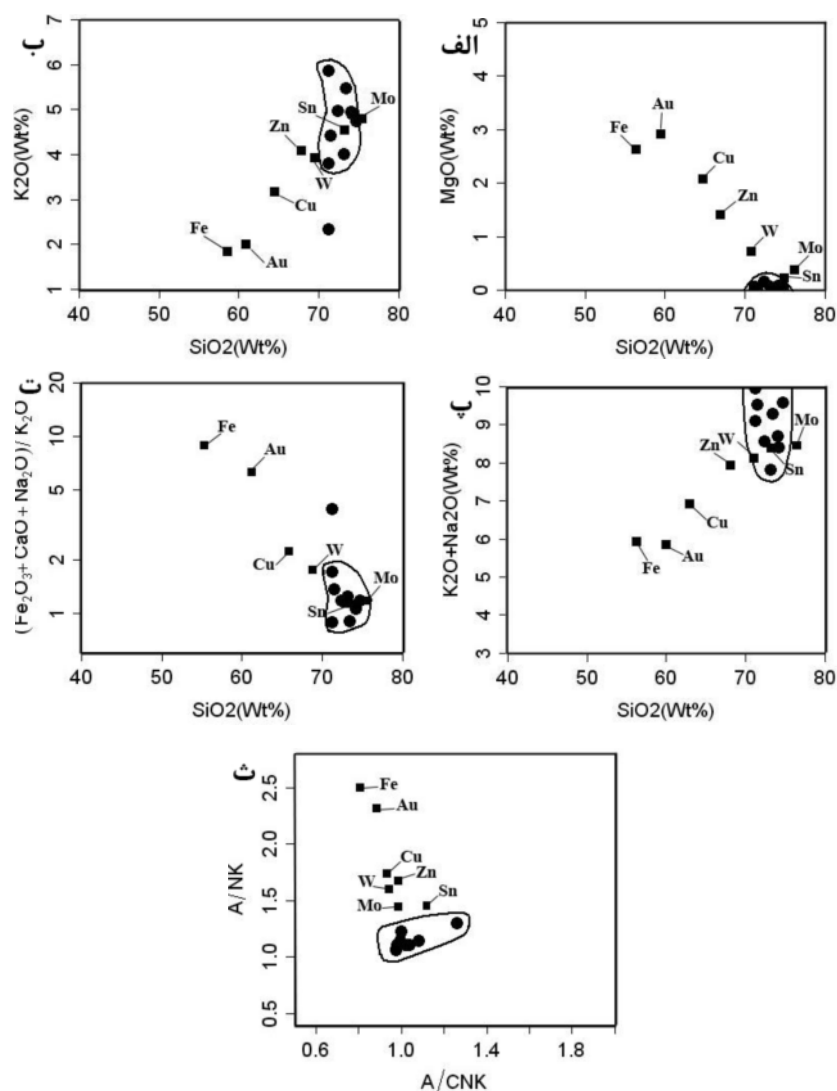 ب
K2O(Wt%)
6
5
4
3
2
1
Sn
Mo
Zn
W
Cu
Fe
Au
40 50 60 70 80
SiO2(Wt%)
الف
MgO(Wt%)
5
4
3
2
1
0
Au
Fe
Cu
Zn
W
Mo
Sn
40 50 60 70 80
SiO2(Wt%)
(Fe₂O₃+ CaO + Na₂O)/ K₂O
20
10
5
2
1
Fe
Au
Cu
W
Mo
Sn
40 50 60 70 80
SiO2(Wt%)
K2O+Na2O(Wt%)
10
9
8
7
6
5
4
3
W
Mo
Zn
Sn
Cu
Fe
Au
40 50 60 70 80
SiO2(Wt%)
ث
A/NK
2.5
2.0
1.5
1.0
0.5
Fe
Au
Cu
Zn
W
Sn
Mo
0.6 1.0 1.4 1.8
A/CNK